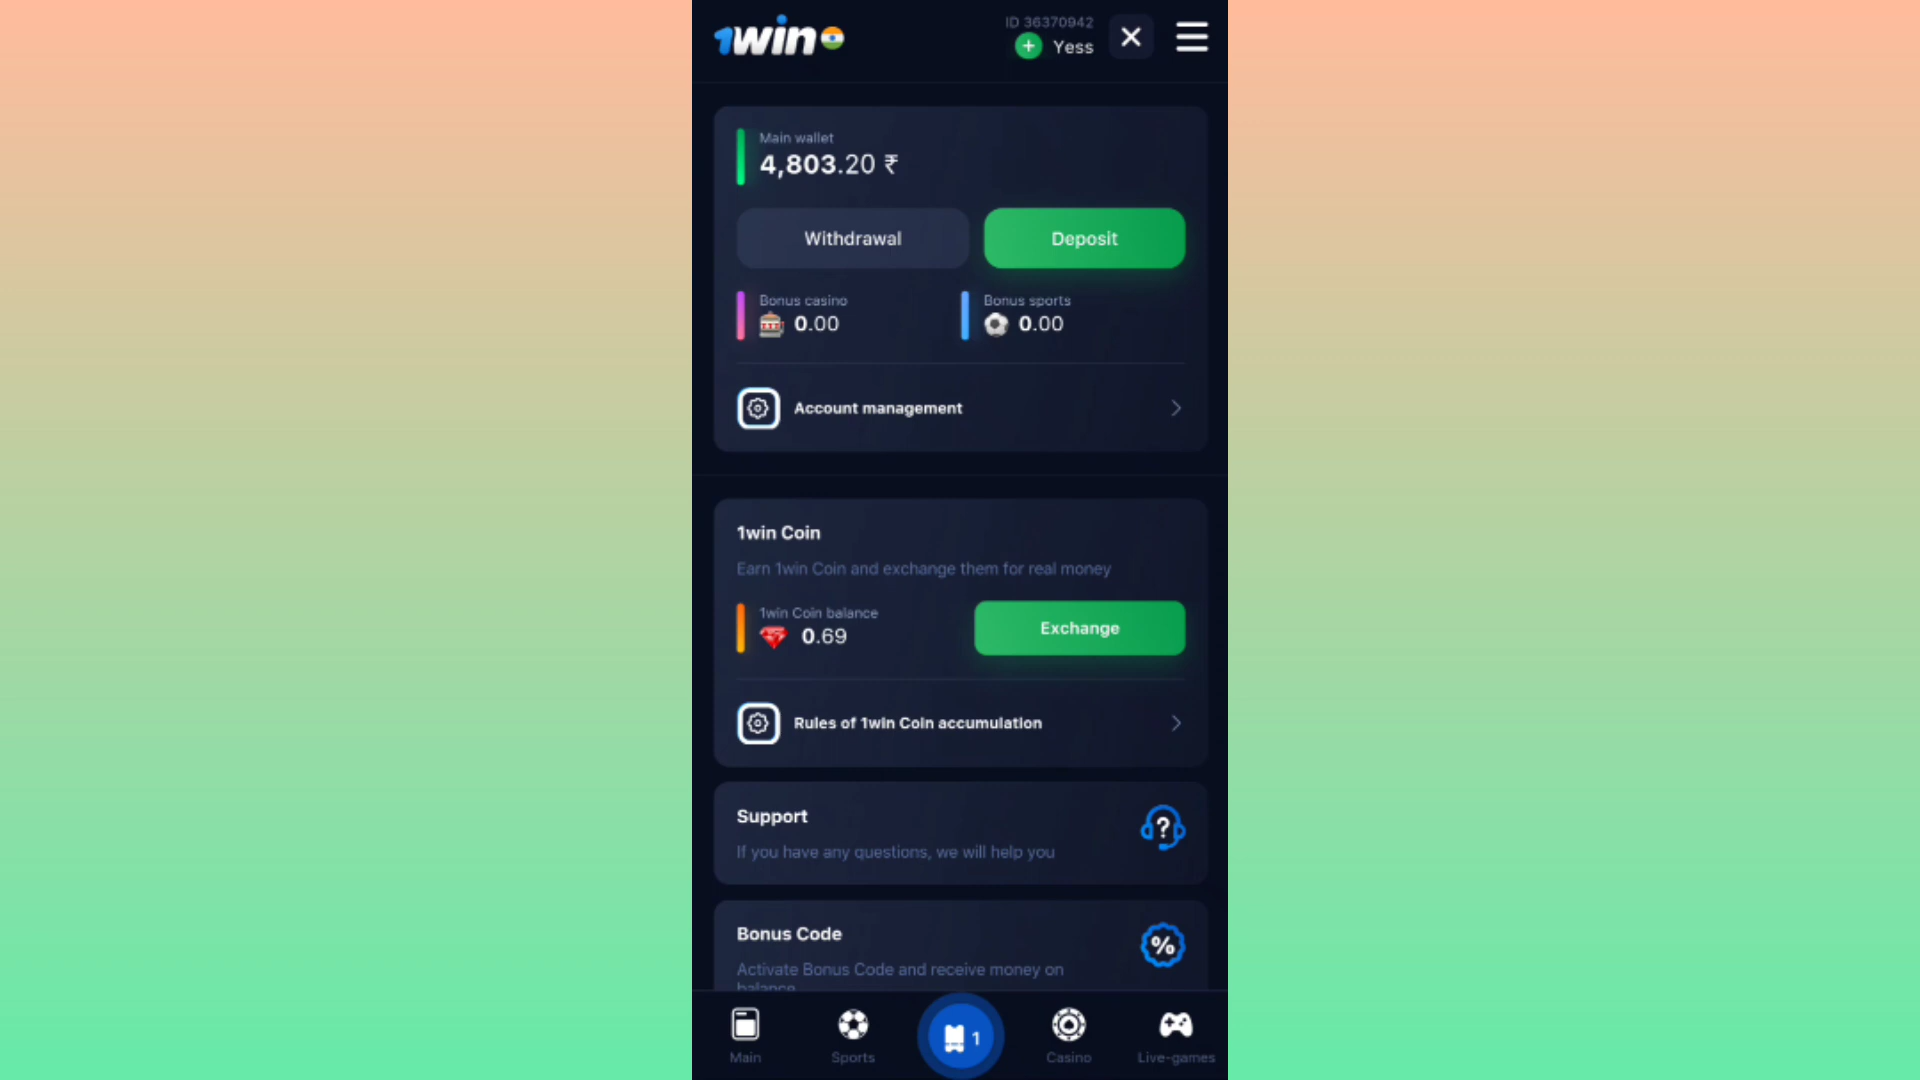 1win
ID 36370942
Yess
Main wallet
4,803.20 ₹
Withdrawal
Deposit
Bonus casino
0.00
Bonus sports
0.00
Account management
1win Coin
Earn 1win Coin and exchange them for real money
1win Coin balance
0.69
Exchange
Rules of 1win Coin accumulation
Support
If you have any questions, we will help you
Bonus Code
%
Activate Bonus Code and receive money on
balance
1
Main
Sports
Casino
Live-games